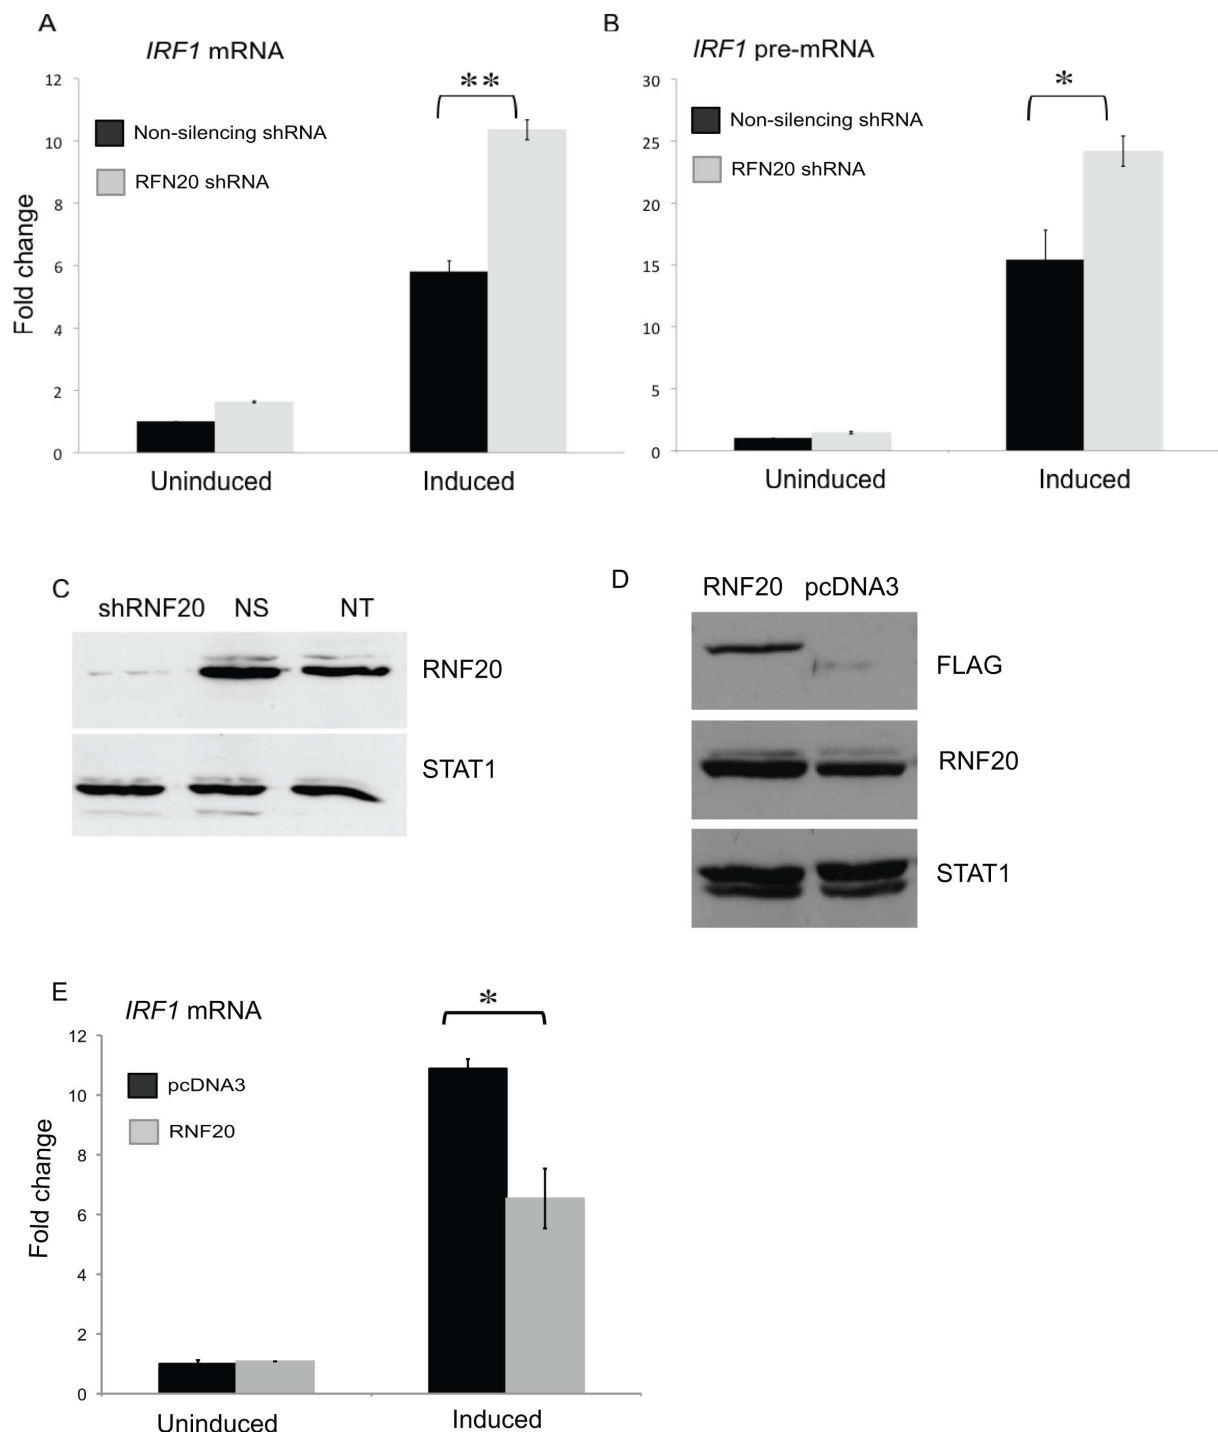 A
IRF1 mRNA
**
12
10
8
6
4
2
0
Fold change
Non-silencing shRNA
RFN20 shRNA
Uninduced
Induced
B
IRF1 pre-mRNA
*
30
25
20
15
10
5
0
Non-silencing shRNA
RFN20 shRNA
Uninduced
Induced
C
shRNF20 NS NT
RNF20
STAT1
D
RNF20 pcDNA3
FLAG
RNF20
STAT1
E
IRF1 mRNA
*
12
10
8
6
4
2
0
Fold change
pcDNA3
RNF20
Uninduced
Induced